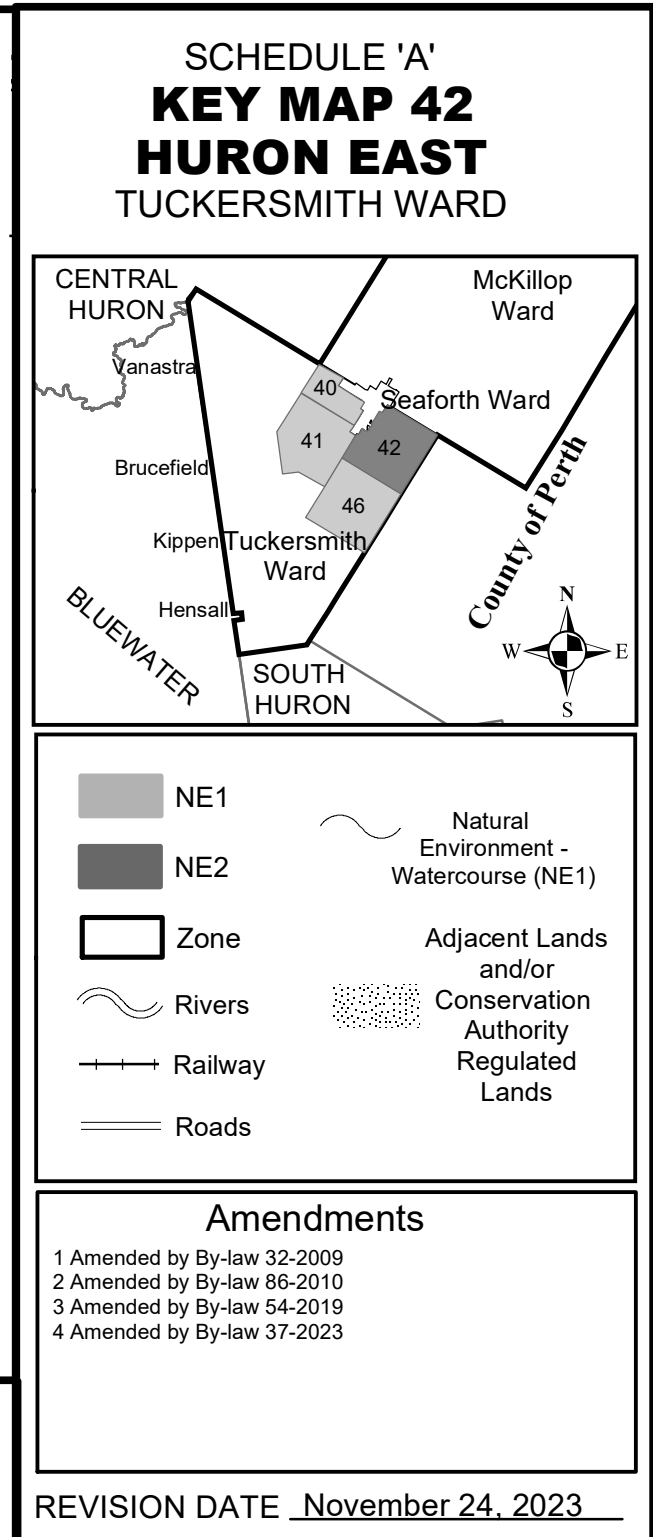 SCHEDULE 'A'
KEY MAP 42
HURON EAST
TUCKERSMITH WARD
CENTRAL
HURON
McKillop
Ward
Vanastra
40
Seaforth Ward
41
42
Brucefield
46
County of Perth
Kippen
Tuckersmith
Ward
Hensall
BLUEWATER
N
W
E
S
SOUTH
HURON
NE1
NE2
Zone
Rivers
Railway
Roads
Natural
Environment -
Watercourse (NE1)
Adjacent Lands
and/or
Conservation
Authority
Regulated
Lands
Amendments
1 Amended by By-law 32-2009
2 Amended by By-law 86-2010
3 Amended by By-law 54-2019
4 Amended by By-law 37-2023
REVISION DATE November 24, 2023